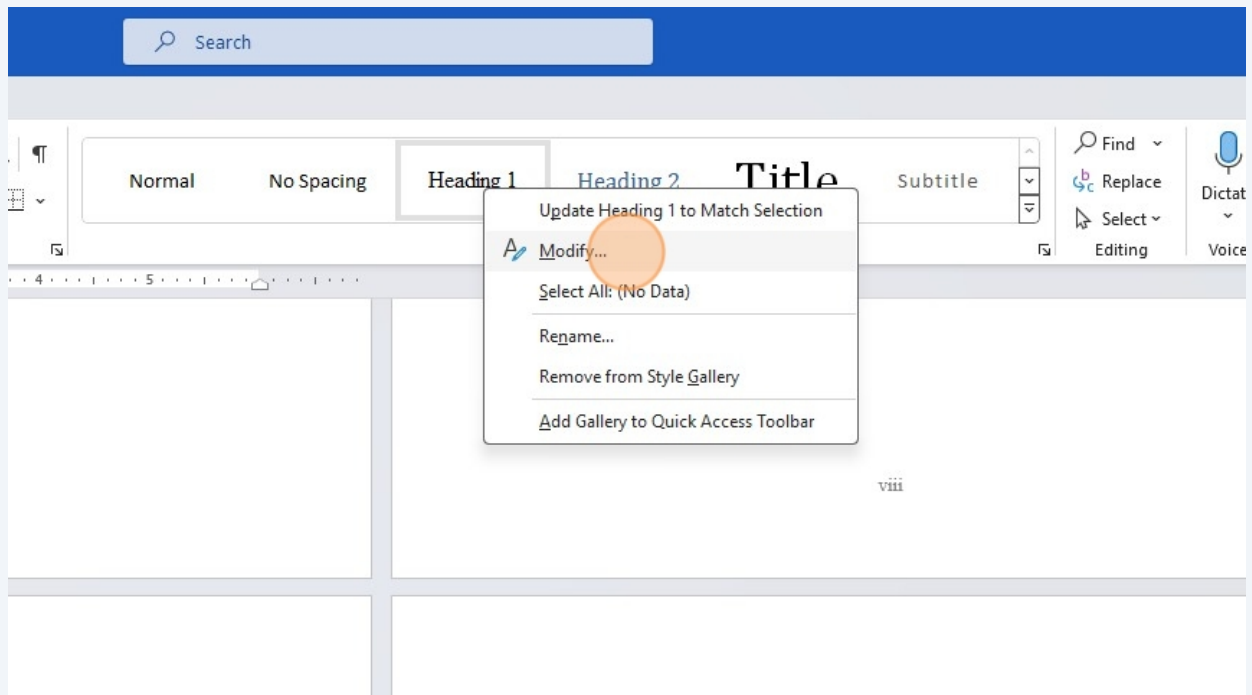 Search
¶
Normal
No Spacing
Heading 1
Heading 2
Title
Subtitle
Find
Replace
Select
Editing
Dictat
Voice
4 5
Update Heading 1 to Match Selection
Modify...
Select All: (No Data)
Rename...
Remove from Style Gallery
Add Gallery to Quick Access Toolbar
viii